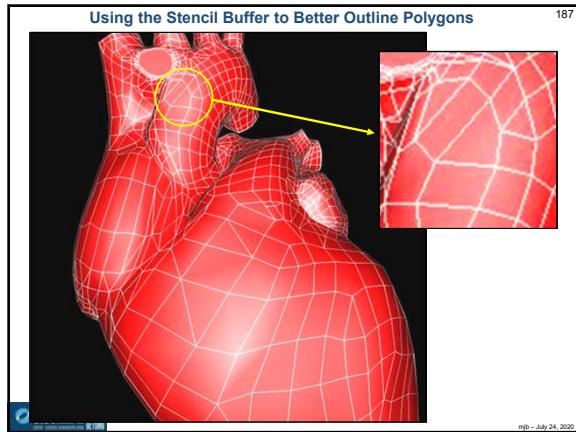 Using the Stencil Buffer to Better Outline Polygons
187
mjb – July 24, 2020